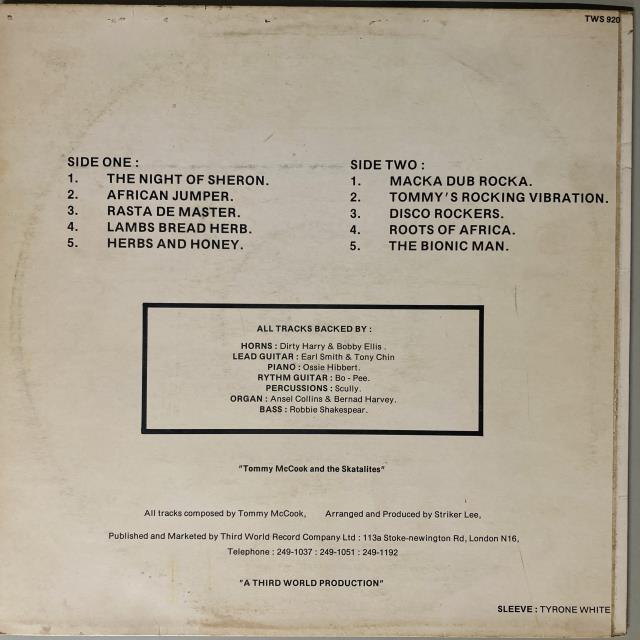 TWS 920
SIDE ONE :
1. THE NIGHT OF SHERON.
2. AFRICAN JUMPER.
3. RASTA DE MASTER.
4. LAMBS BREAD HERB.
5. HERBS AND HONEY.
SIDE TWO :
1. MACKA DUB ROCKA.
2. TOMMY'S ROCKING VIBRATION.
3. DISCO ROCKERS.
4. ROOTS OF AFRICA.
5. THE BIONIC MAN.
ALL TRACKS BACKED BY :
HORNS : Dirty Harry & Bobby Ellis .
LEAD GUITAR : Earl Smith & Tony Chin
PIANO : Ossie Hibbert.
RYTHM GUITAR : Bo - Pee.
PERCUSSIONS : Scully.
ORGAN : Ansel Collins & Bernad Harvey.
BASS : Robbie Shakespear.
"Tommy McCook and the Skatalites"
All tracks composed by Tommy McCook, Arranged and Produced by Striker Lee,
Published and Marketed by Third World Record Company Ltd : 113a Stoke-newington Rd, London N16,
Telephone : 249-1037 : 249-1051 : 249-1192
"A THIRD WORLD PRODUCTION"
SLEEVE : TYRONE WHITE